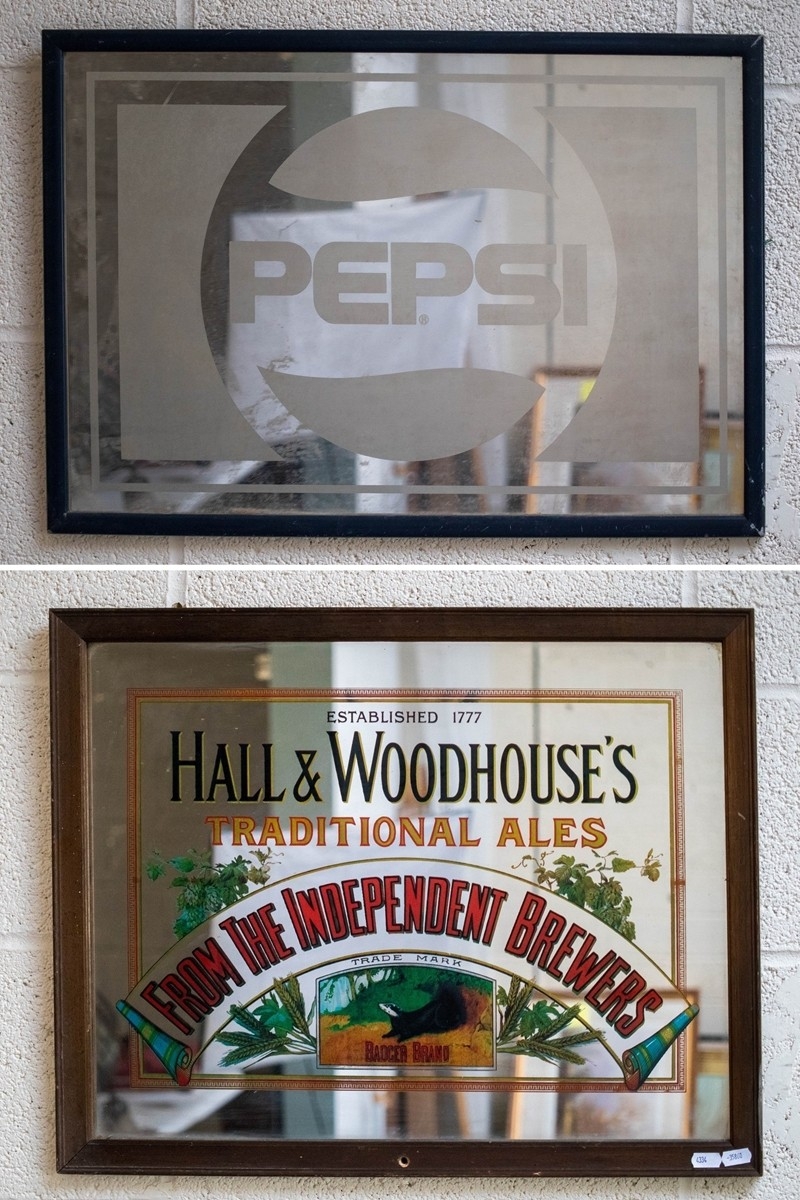 PEPSI
®
ESTABLISHED 1777
HALL & WOODHOUSE'S
TRADITIONAL ALES
FROM THE INDEPENDENT BREWERS
TRADE MARK
BADGER BRAND